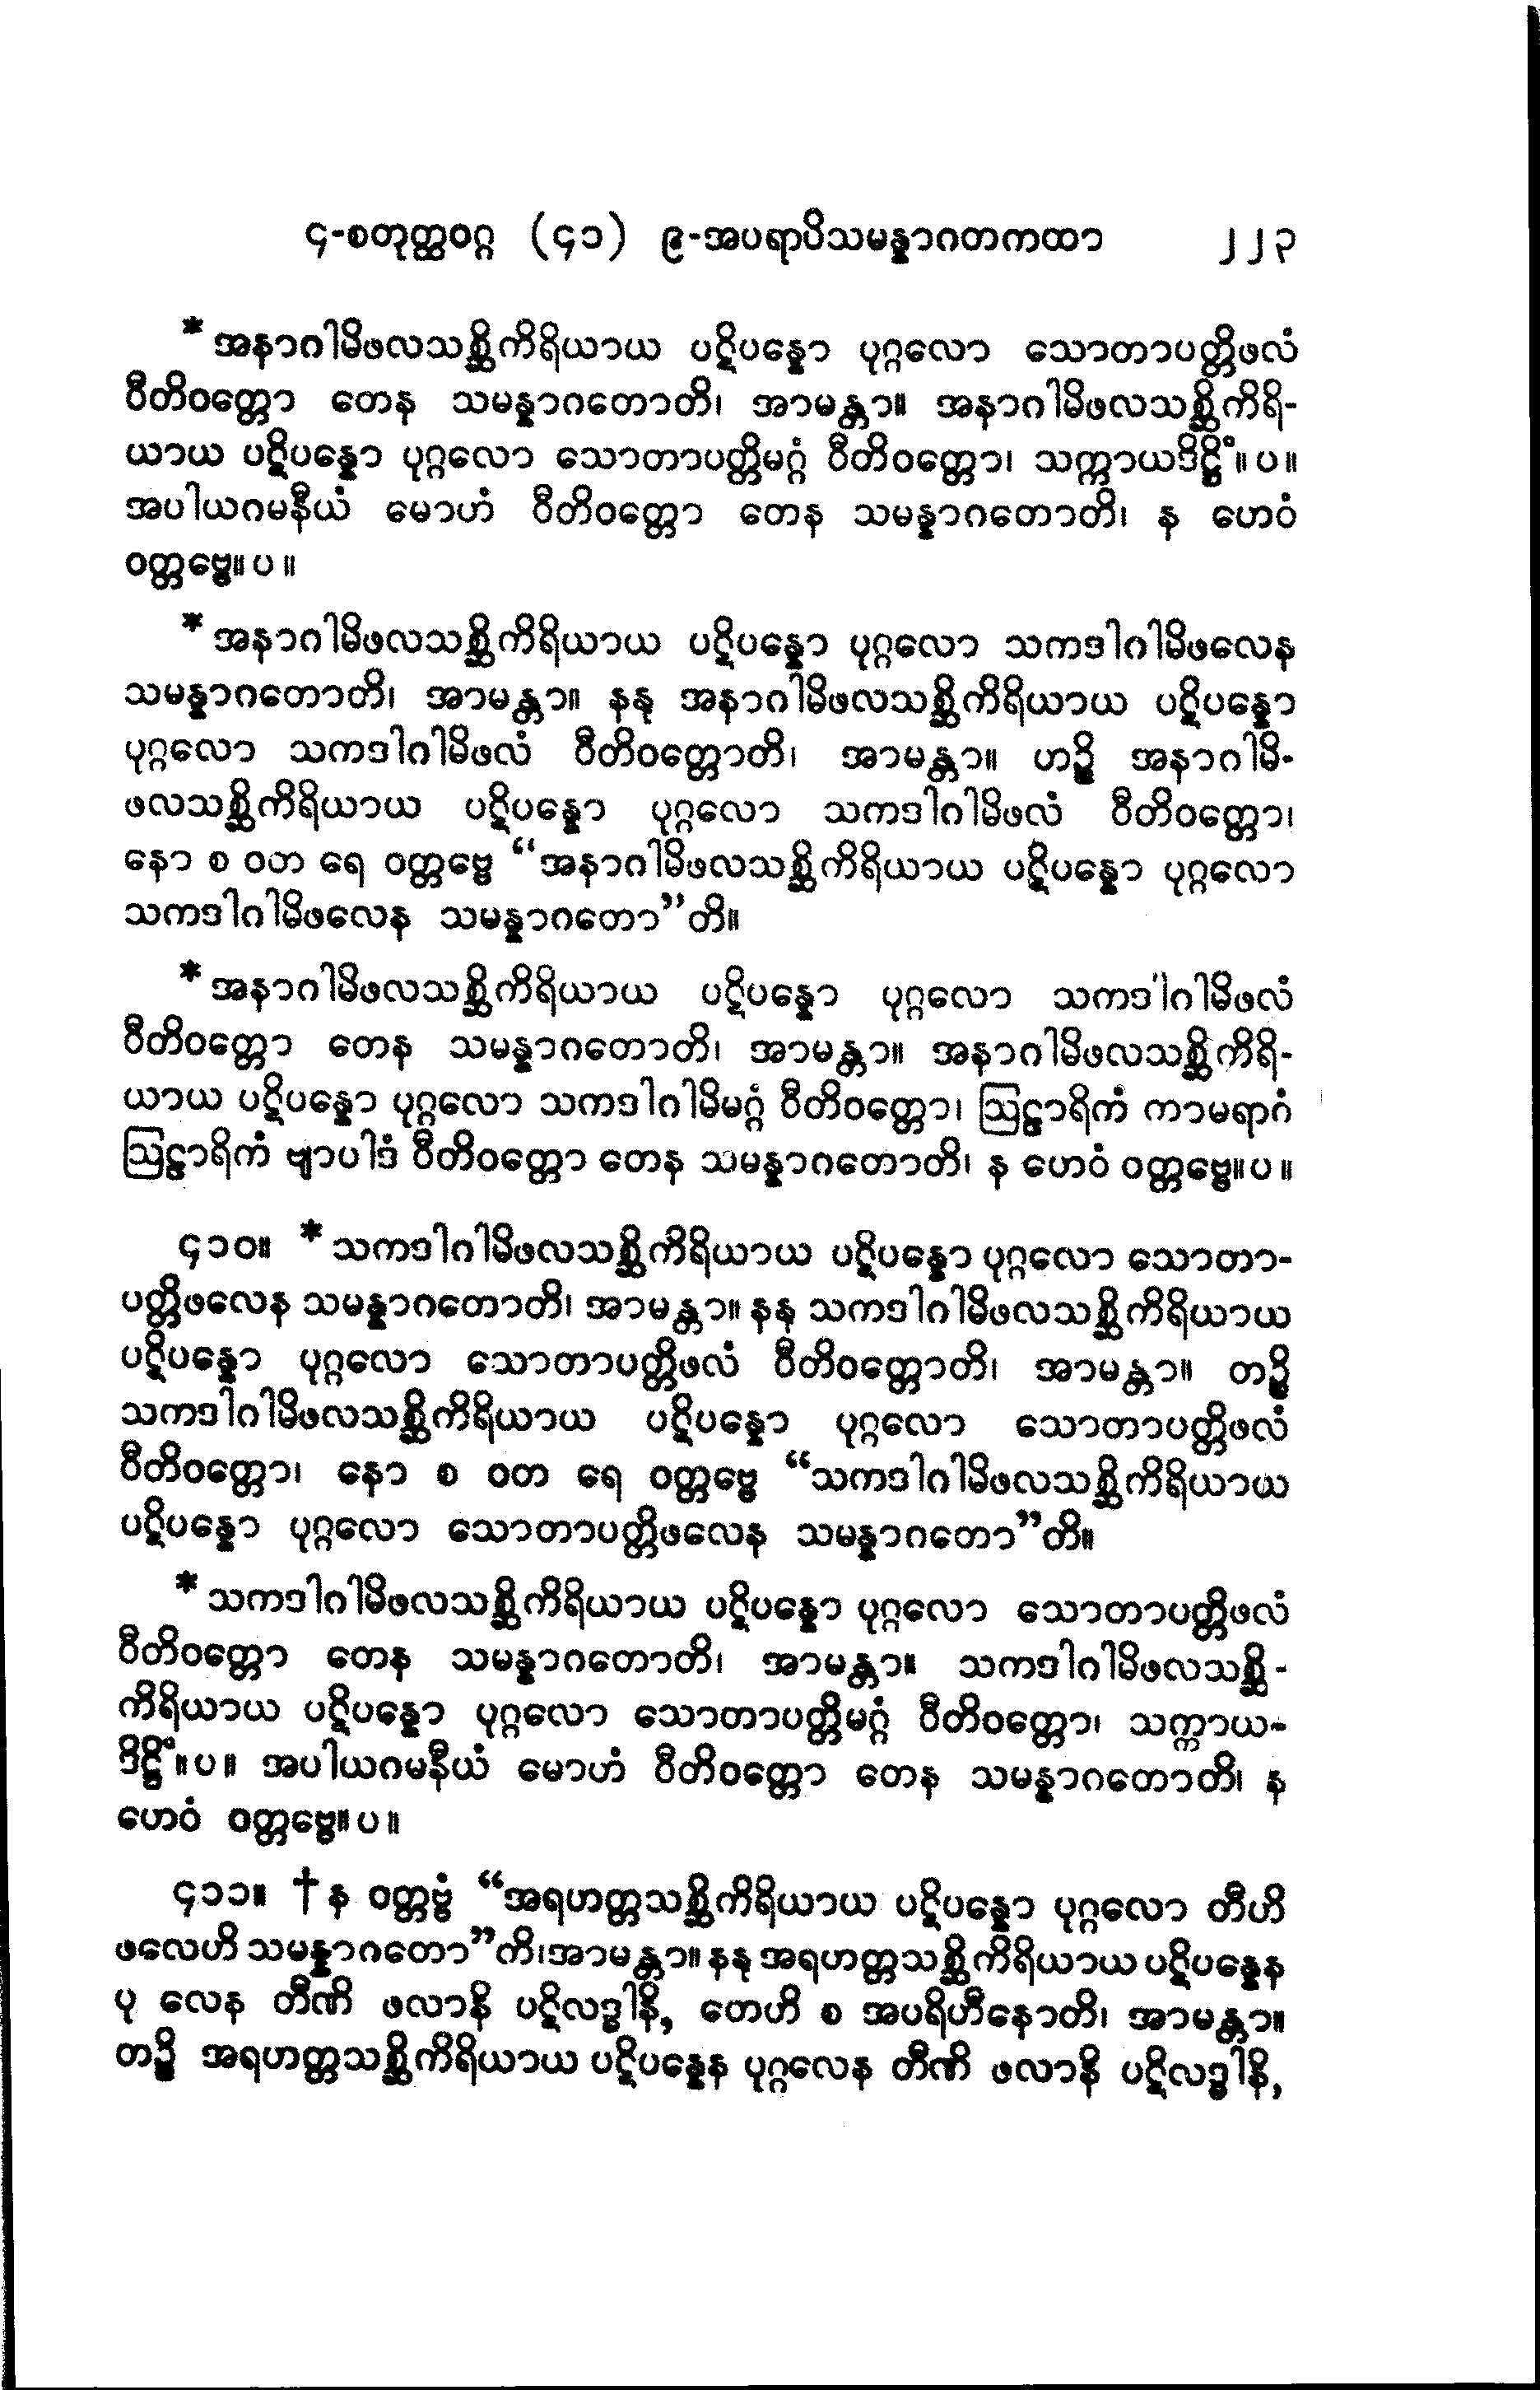 ၄-စတုတ္ထဝဂ္ဂ (၄၁) ၉-အပရာပိသမန္နာဂတကထာ ၂၂၃
*အနာဂါမိဖလသစ္ဆိကိရိယာယ ပဋိပန္နော ပုဂ္ဂလော သောတာပတ္တိဖလံ
ဝီတိဝတ္တော တေန သမန္နာဂတောတိ၊ အာမန္တာ။ အနာဂါမိဖလသစ္ဆိကိရိ-
ယာယ ပဋိပန္နော ပုဂ္ဂလော သောတာပတ္တိမဂ္ဂံ ဝီတိဝတ္တော၊ သက္ကာယဒိဋ္ဌိံ။ပ။
အပါယဂမနီယံ မောဟံ ဝီတိဝတ္တော တေန သမန္နာဂတောတိ၊ န ဟေဝံ
ဝတ္တဗ္ဗေ။ပ။
*အနာဂါမိဖလသစ္ဆိကိရိယာယ ပဋိပန္နော ပုဂ္ဂလော သကဒါဂါမိဖလေန
သမန္နာဂတောတိ၊ အာမန္တာ။ နနု အနာဂါမိဖလသစ္ဆိကိရိယာယ ပဋိပန္နော
ပုဂ္ဂလော သကဒါဂါမိဖလံ ဝီတိဝတ္တောတိ၊ အာမန္တာ။ ဟဉ္စိ အနာဂါမိ-
ဖလသစ္ဆိကိရိယာယ ပဋိပန္နော ပုဂ္ဂလော သကဒါဂါမိဖလံ ဝီတိဝတ္တော၊
နော စ ဝတ ရေ ဝတ္တဗ္ဗေ “အနာဂါမိဖလသစ္ဆိကိရိယာယ ပဋိပန္နော ပုဂ္ဂလော
သကဒါဂါမိဖလေန သမန္နာဂတော”တိ။
*အနာဂါမိဖလသစ္ဆိကိရိယာယ ပဋိပန္နော ပုဂ္ဂလော သကဒါဂါမိဖလံ
ဝီတိဝတ္တော တေန သမန္နာဂတောတိ၊ အာမန္တာ။ အနာဂါမိဖလသစ္ဆိကိရိ-
ယာယ ပဋိပန္နော ပုဂ္ဂလော သကဒါဂါမိမဂ္ဂံ ဝီတိဝတ္တော၊ ဩဠာရိကံ ကာမရာဂံ
ဩဠာရိကံ ဗျာပါဒံ ဝီတိဝတ္တော တေန သမန္နာဂတောတိ၊ န ဟေဝံ ဝတ္တဗ္ဗေ။ပ။
၄၁၀။ *သကဒါဂါမိဖလသစ္ဆိကိရိယာယ ပဋိပန္နော ပုဂ္ဂလော သောတာ-
ပတ္တိဖလေန သမန္နာဂတောတိ၊ အာမန္တာ။ နနု သကဒါဂါမိဖလသစ္ဆိကိရိယာယ
ပဋိပန္နော ပုဂ္ဂလော သောတာပတ္တိဖလံ ဝီတိဝတ္တောတိ၊ အာမန္တာ။ တဉ္စိ
သကဒါဂါမိဖလသစ္ဆိကိရိယာယ ပဋိပန္နော ပုဂ္ဂလော သောတာပတ္တိဖလံ
ဝီတိဝတ္တော၊ နော စ ဝတ ရေ ဝတ္တဗ္ဗေ “သကဒါဂါမိဖလသစ္ဆိကိရိယာယ
ပဋိပန္နော ပုဂ္ဂလော သောတာပတ္တိဖလေန သမန္နာဂတော”တိ။
*သကဒါဂါမိဖလသစ္ဆိကိရိယာယ ပဋိပန္နော ပုဂ္ဂလော သောတာပတ္တိဖလံ
ဝီတိဝတ္တော တေန သမန္နာဂတောတိ၊ အာမန္တာ။ သကဒါဂါမိဖလသစ္ဆိ-
ကိရိယာယ ပဋိပန္နော ပုဂ္ဂလော သောတာပတ္တိမဂ္ဂံ ဝီတိဝတ္တော၊ သက္ကာယ-
ဒိဋ္ဌိံ။ပ။ အပါယဂမနီယံ မောဟံ ဝီတိဝတ္တော တေန သမန္နာဂတောတိ၊ န
ဟေဝံ ဝတ္တဗ္ဗေ။ပ။
၄၁၁။ †န ဝတ္တဗ္ဗံ “အရဟတ္တသစ္ဆိကိရိယာယ ပဋိပန္နော ပုဂ္ဂလော တီဟိ
ဖလေဟိ သမန္နာဂတော”ကိ၊အာမန္တာ။ နနု အရဟတ္တသစ္ဆိကိရိယာယ ပဋိပန္နေန
ပု လေန တီဏိ ဖလာနိ ပဋိလဒ္ဓါနိ, တေဟိ စ အပရိဟီနောတိ၊ အာမန္တာ။
တဉ္စိ အရဟတ္တသစ္ဆိကိရိယာယ ပဋိပန္နေန ပုဂ္ဂလေန တီဏိ ဖလာနိ ပဋိလဒ္ဓါနိ,